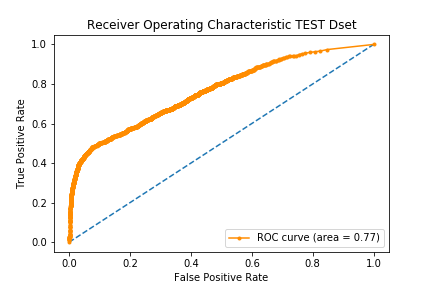 Receiver Operating Characteristic TEST Dset
True Positive Rate
1.0
0.8
0.6
0.4
0.2
0.0
ROC curve (area = 0.77)
0.0 0.2 0.4 0.6 0.8 1.0
False Positive Rate